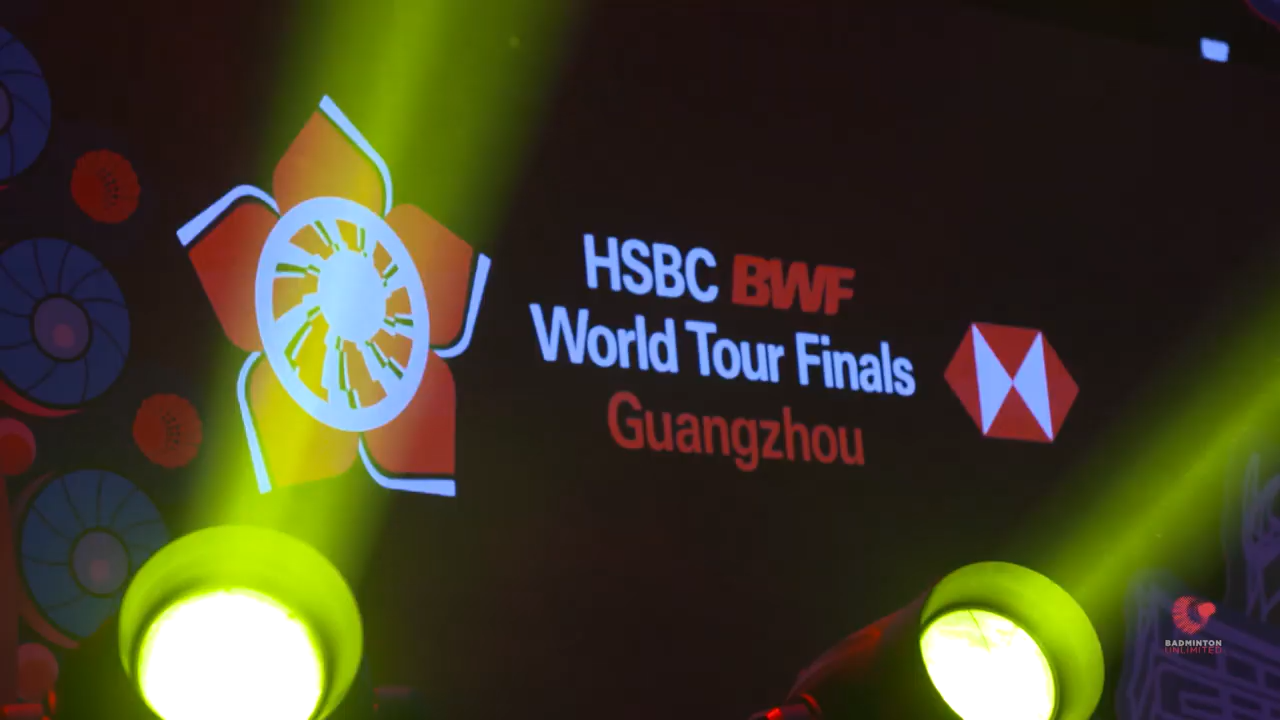 HSBC BWF
World Tour Finals
Guangzhou
BADMINTON
UNLIMITED